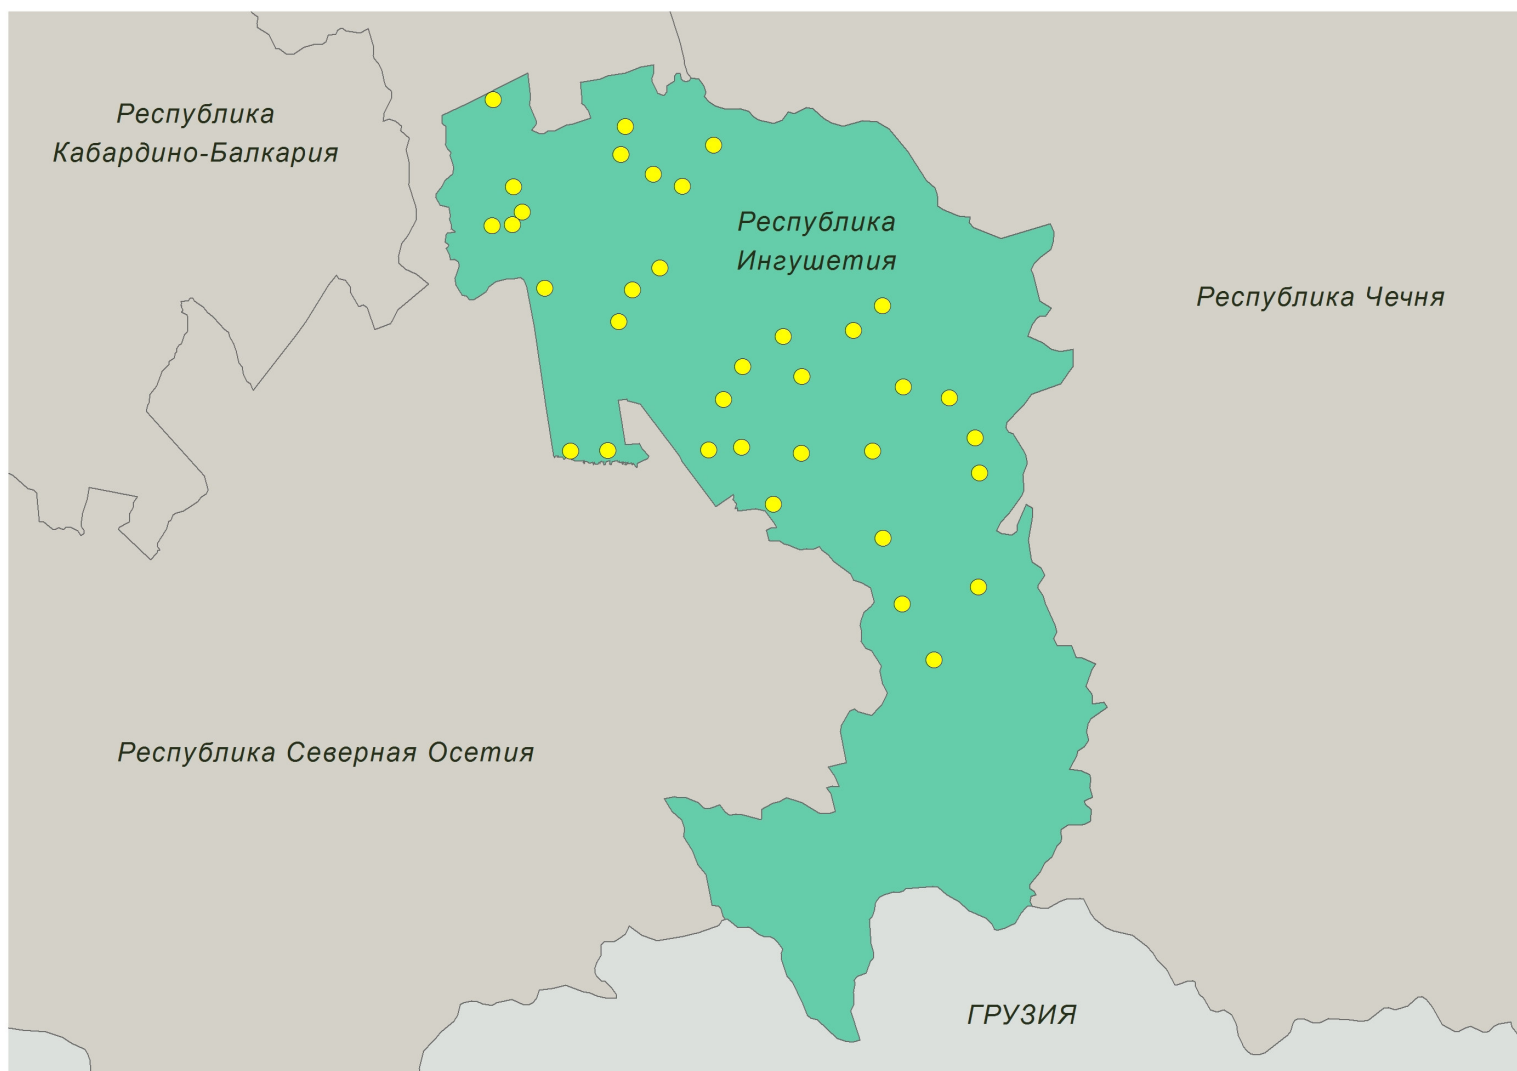 Республика
Кабардино-Балкария
Республика
Ингушетия
Республика Чечня
Республика Северная Осетия
ГРУЗИЯ